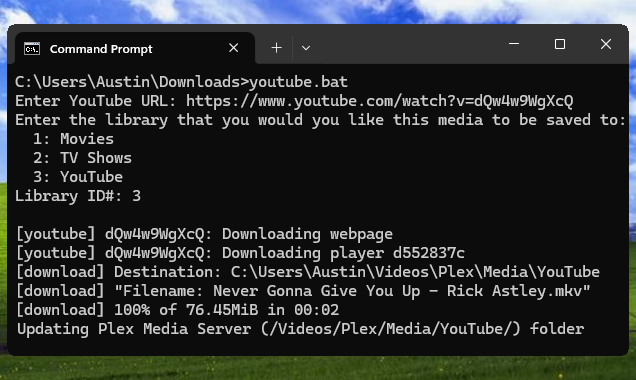 Command Prompt
C:\Users\Austin\Downloads>youtube.bat
Enter YouTube URL: https://www.youtube.com/watch?v=dQw4w9WgXcQ
Enter the library that you would you like this media to be saved to:
1: Movies
2: TV Shows
3: YouTube
Library ID#: 3
[youtube] dQw4w9WgXcQ: Downloading webpage
[youtube] dQw4w9WgXcQ: Downloading player d552837c
[download] Destination: C:\Users\Austin\Videos\Plex\Media\YouTube
[download] "Filename: Never Gonna Give You Up - Rick Astley.mkv"
[download] 100% of 76.45MiB in 00:02
Updating Plex Media Server (/Videos/Plex/Media/YouTube/) folder